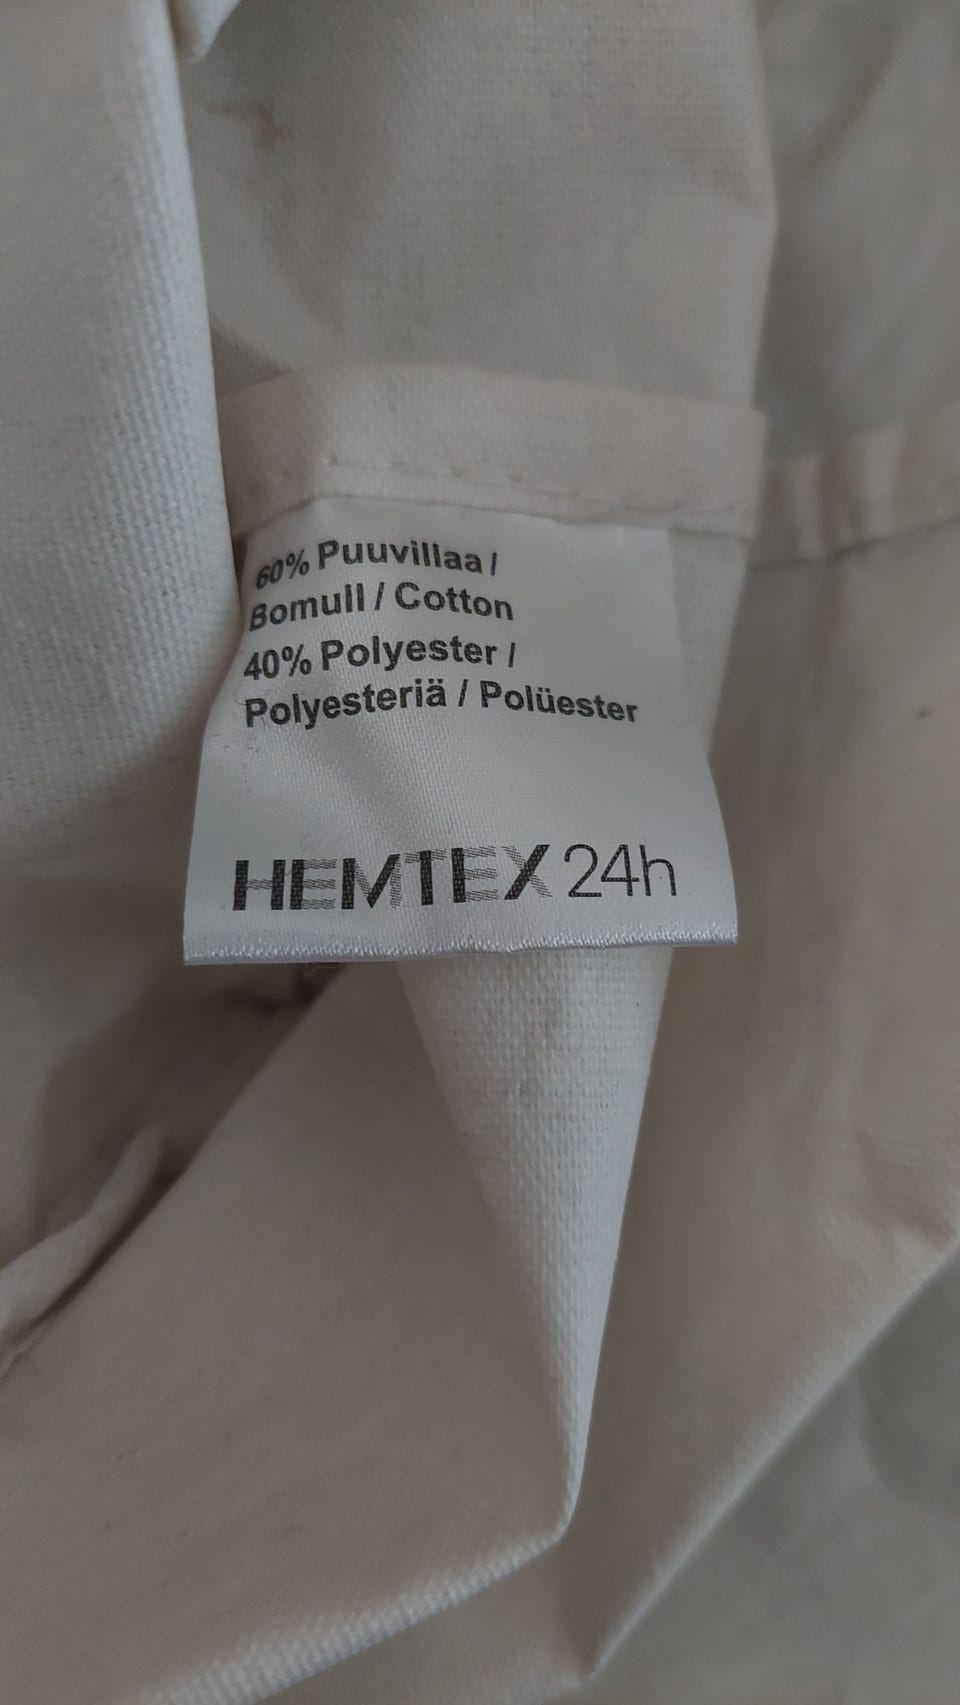 60% Puuvillaa /
Bomull / Cotton
40% Polyester /
Polyesteriä / Polüester
HEMTEX 24h